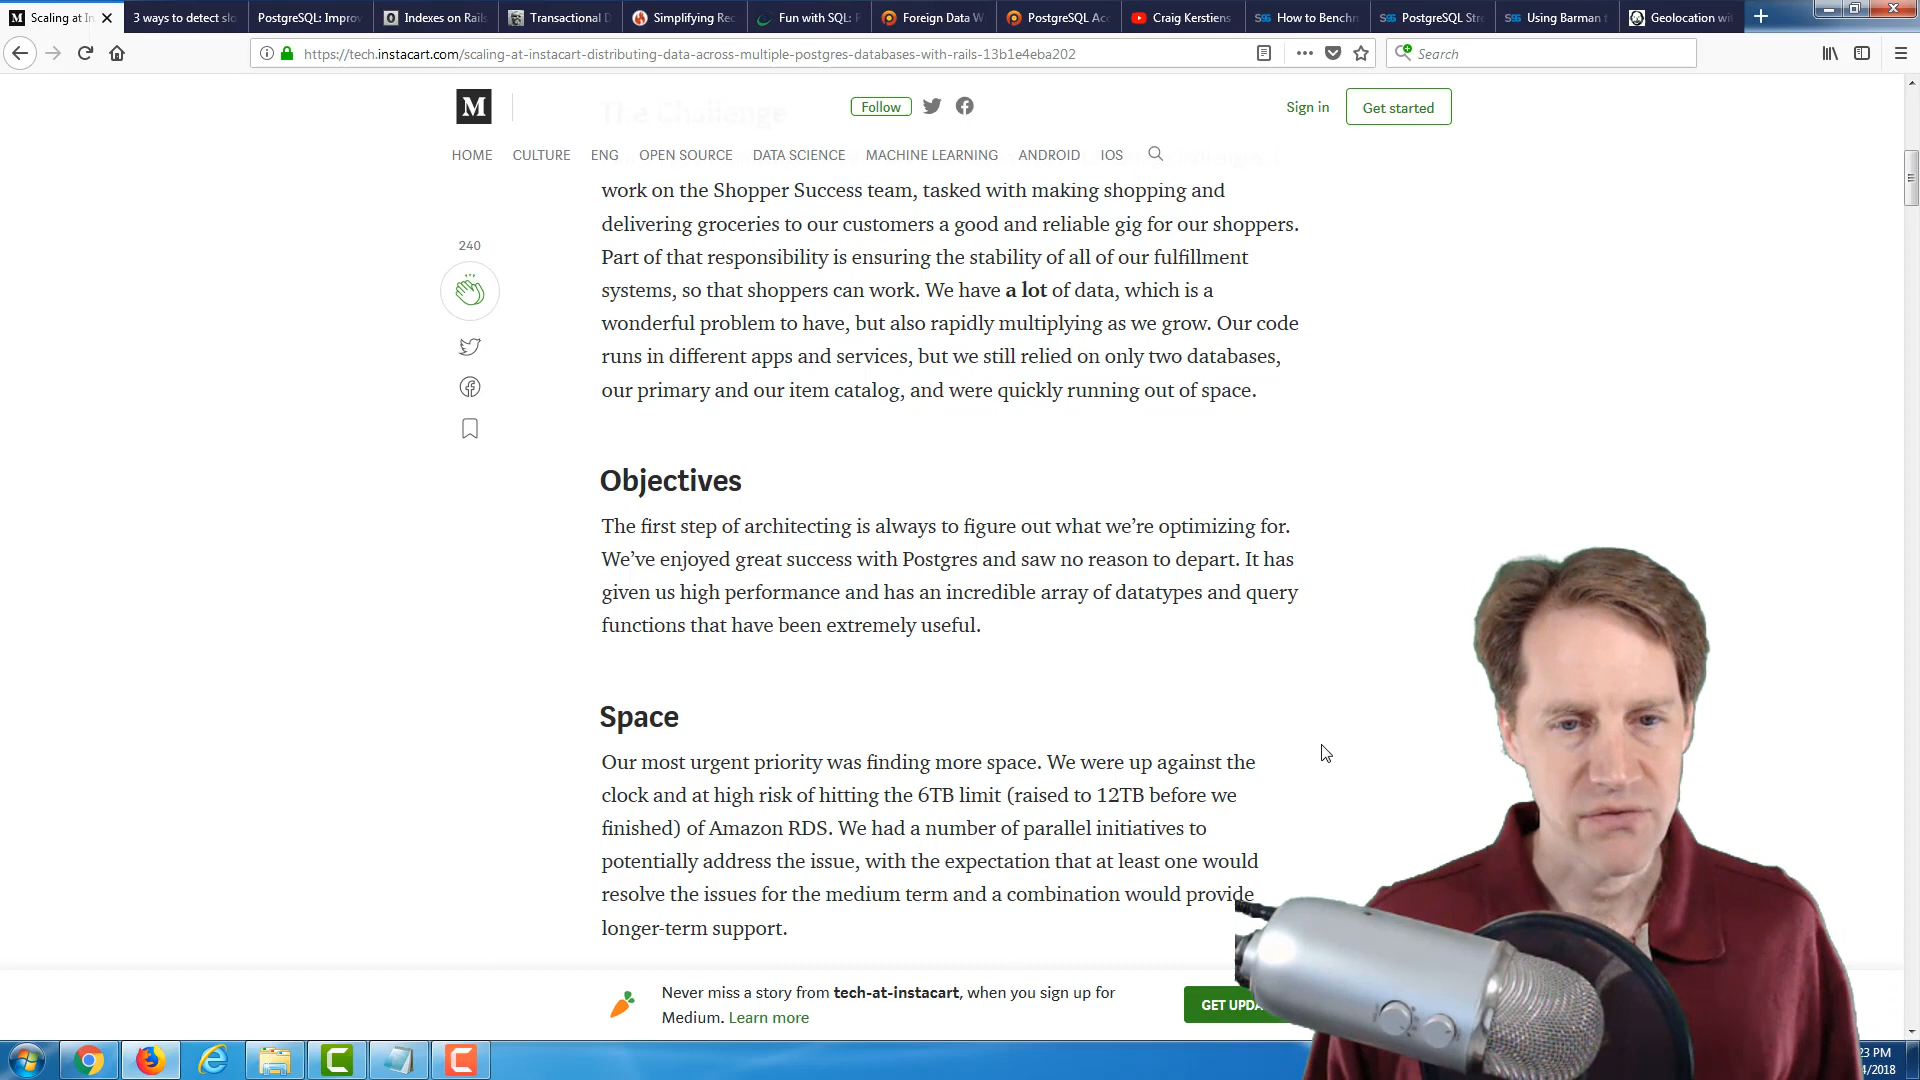 Scaling at In
3 ways to detect slo
PostgreSQL: Improv
Indexes on Rails
Transactional D
Simplifying Rec
Fun with SQL: F
Foreign Data W
PostgreSQL Acc
Craig Kerstiens
How to Benchm
PostgreSQL Stre
Using Barman t
Geolocation wi
https://tech.instacart.com/scaling-at-instacart-distributing-data-across-multiple-postgres-databases-with-rails-13b1e4eba202
Search
M
The Challenge
Follow
Sign in
Get started
HOME CULTURE ENG OPEN SOURCE DATA SCIENCE MACHINE LEARNING ANDROID IOS
work on the Shopper Success team, tasked with making shopping and
delivering groceries to our customers a good and reliable gig for our shoppers.
Part of that responsibility is ensuring the stability of all of our fulfillment
systems, so that shoppers can work. We have a lot of data, which is a
wonderful problem to have, but also rapidly multiplying as we grow. Our code
runs in different apps and services, but we still relied on only two databases,
our primary and our item catalog, and were quickly running out of space.
240
Objectives
The first step of architecting is always to figure out what we’re optimizing for.
We’ve enjoyed great success with Postgres and saw no reason to depart. It has
given us high performance and has an incredible array of datatypes and query
functions that have been extremely useful.
Space
Our most urgent priority was finding more space. We were up against the
clock and at high risk of hitting the 6TB limit (raised to 12TB before we
finished) of Amazon RDS. We had a number of parallel initiatives to
potentially address the issue, with the expectation that at least one would
resolve the issues for the medium term and a combination would provide
longer-term support.
Never miss a story from tech-at-instacart, when you sign up for
Medium. Learn more
GET UPDA
23 PM
4/2018